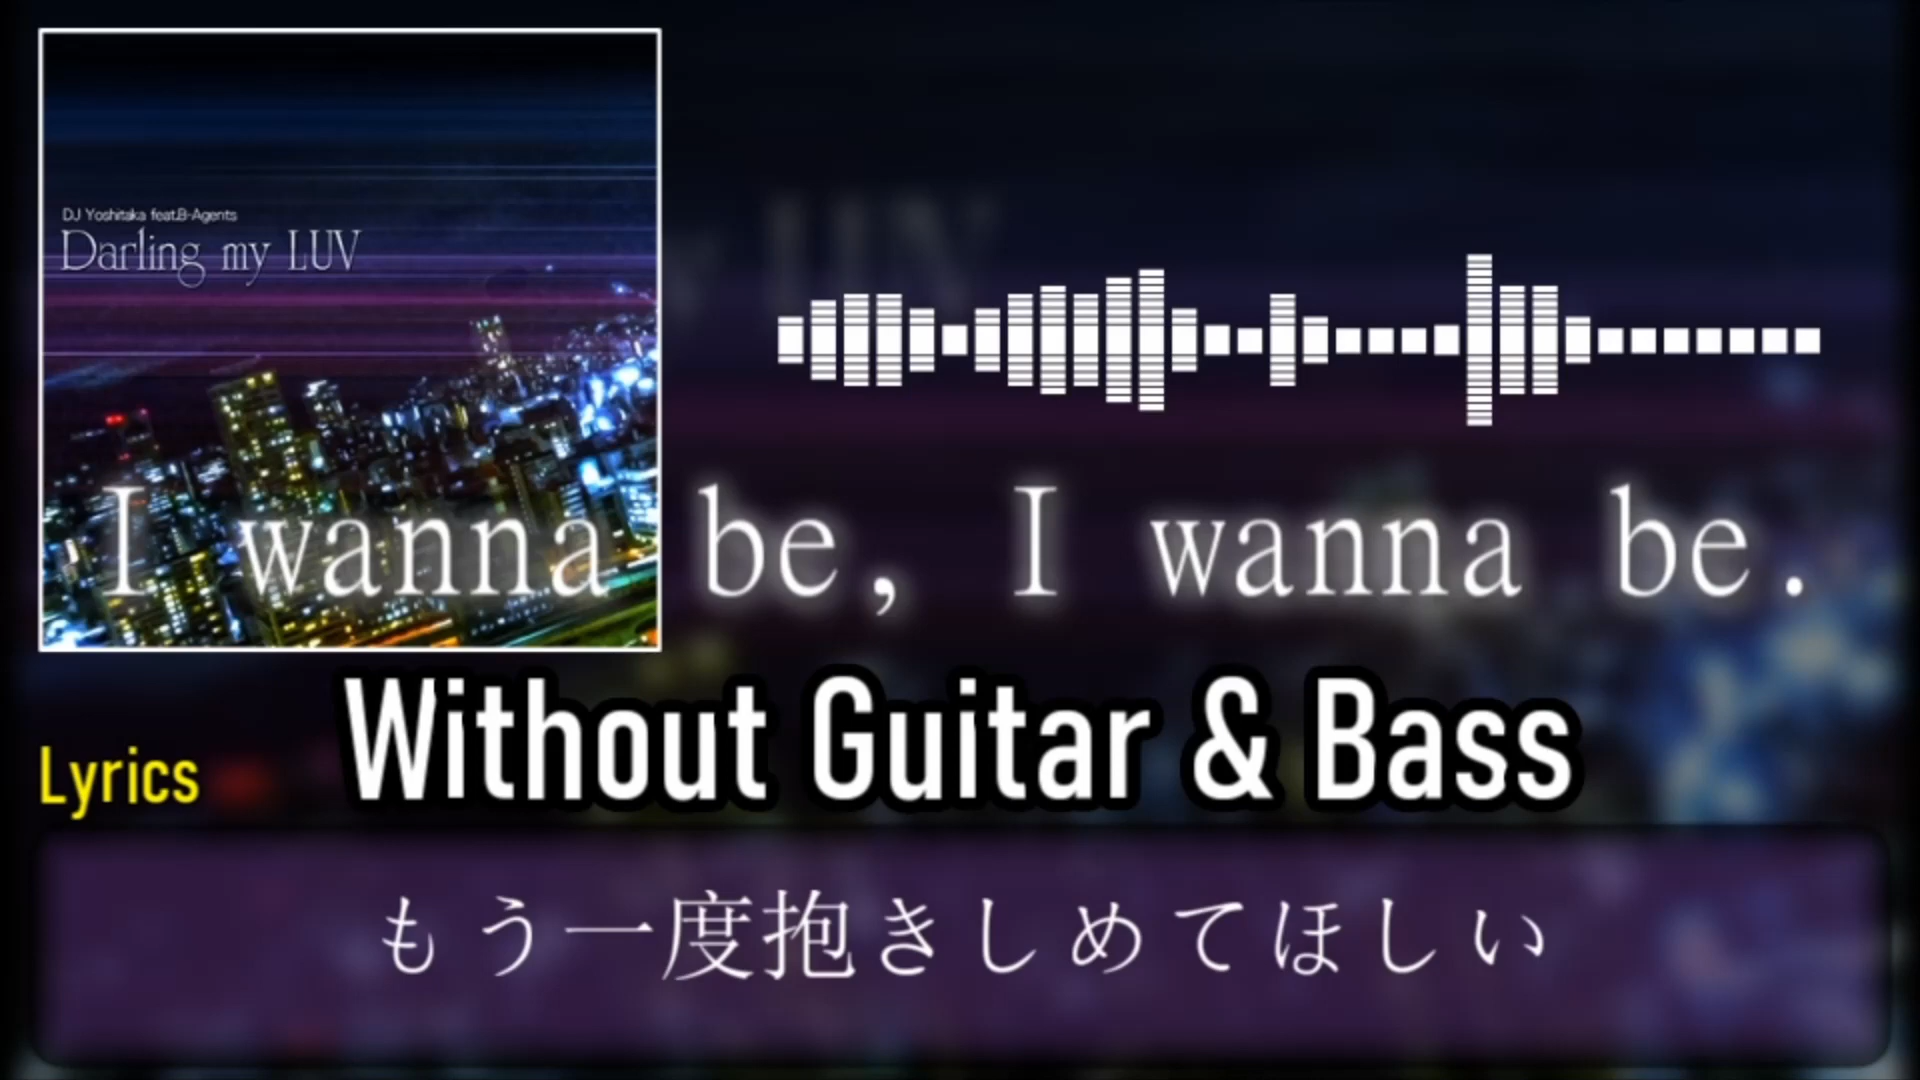 DJ Yoshitaka feat.B-Agents
Darling my LUV
I wanna be, I wanna be.
Without Guitar & Bass
Lyrics
もう一度抱きしめてほしい